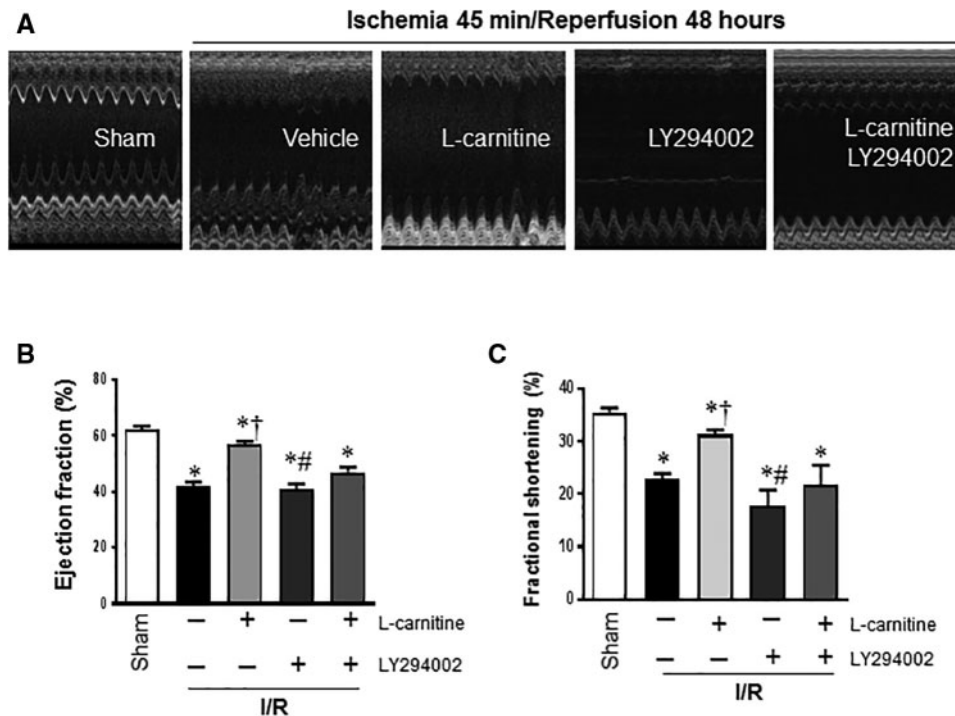 A
Ischemia 45 min/Reperfusion 48 hours
Sham
Vehicle
L-carnitine
LY294002
L-carnitine
LY294002
B
Ejection fraction (%)
80
60
40
20
0
*
*†
*#
*
Sham
− + − + L-carnitine
− − + + LY294002
I/R
C
Fractional shortening (%)
40
30
20
10
0
*
*†
*#
*
Sham
− + − + L-carnitine
− − + + LY294002
I/R